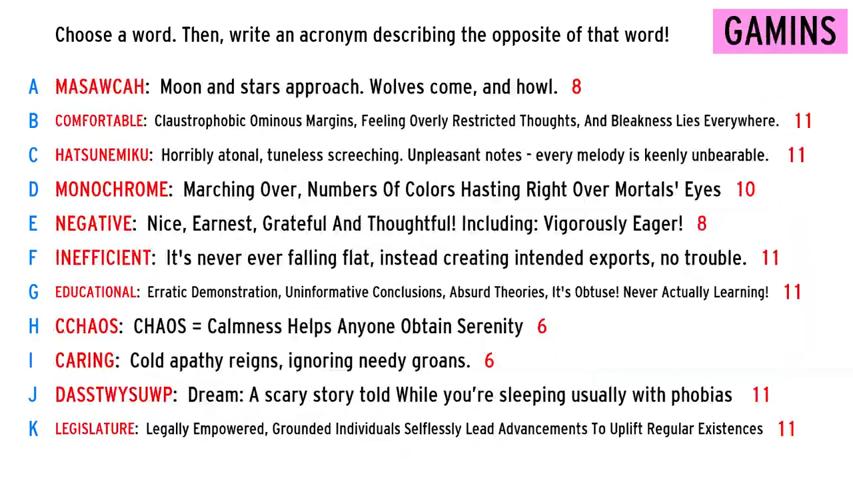 Choose a word. Then, write an acronym describing the opposite of that word!
GAMINS
A MASAWCAH: Moon and stars approach. Wolves come, and howl. 8
B COMFORTABLE: Claustrophobic Ominous Margins, Feeling Overly Restricted Thoughts, And Bleakness Lies Everywhere. 11
C HATSUNEMIKU: Horribly atonal, tuneless screeching. Unpleasant notes - every melody is keenly unbearable. 11
D MONOCHROME: Marching Over, Numbers Of Colors Hasting Right Over Mortals' Eyes 10
E NEGATIVE: Nice, Earnest, Grateful And Thoughtful! Including: Vigorously Eager! 8
F INEFFICIENT: It's never ever falling flat, instead creating intended exports, no trouble. 11
G EDUCATIONAL: Erratic Demonstration, Uninformative Conclusions, Absurd Theories, It's Obtuse! Never Actually Learning! 11
H CCHAOS: CHAOS = Calmness Helps Anyone Obtain Serenity 6
I CARING: Cold apathy reigns, ignoring needy groans. 6
J DASSTWYSUWP: Dream: A scary story told While you're sleeping usually with phobias 11
K LEGISLATURE: Legally Empowered, Grounded Individuals Selflessly Lead Advancements To Uplift Regular Existences 11